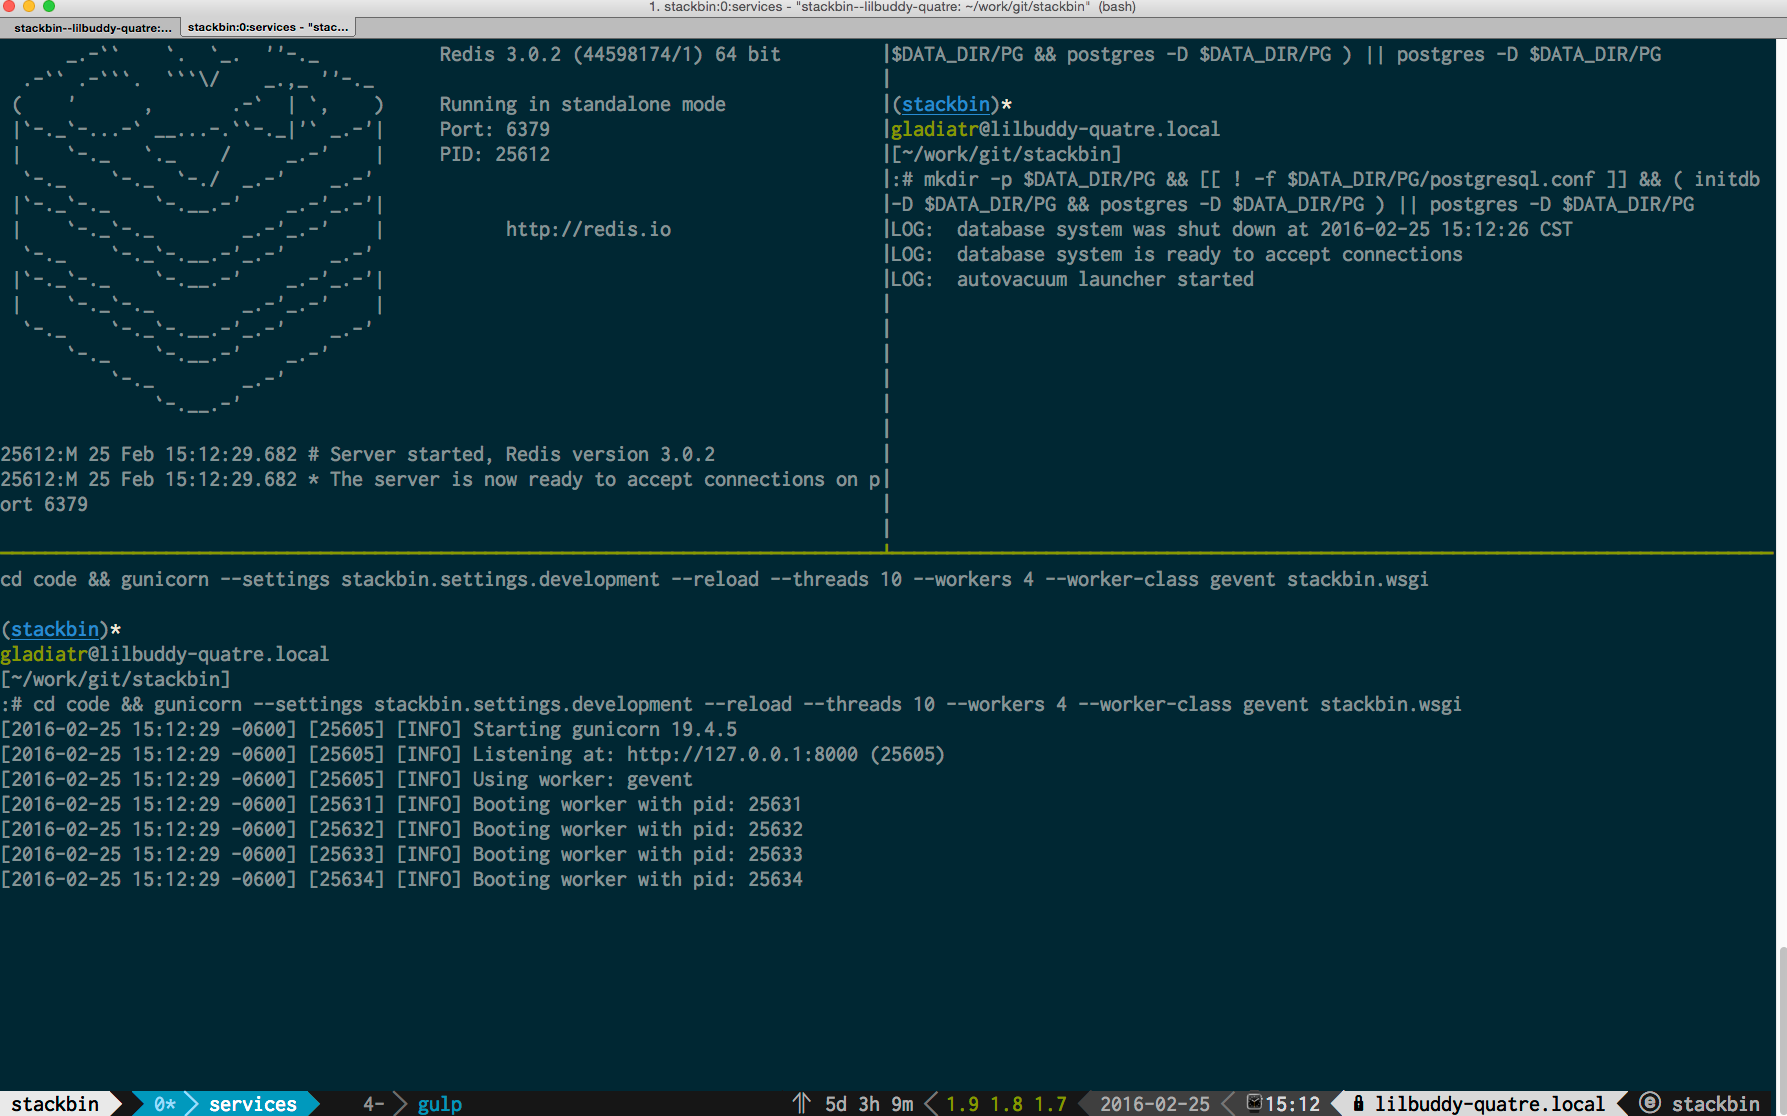 1. stackbin:0:services - "stackbin--lilbuddy-quatre: ~/work/git/stackbin" (bash)
stackbin--lilbuddy-quatre:...
stackbin:0:services - "stac...
Redis 3.0.2 (44598174/1) 64 bit
Running in standalone mode
Port: 6379
PID: 25612
http://redis.io
25612:M 25 Feb 15:12:29.682 # Server started, Redis version 3.0.2
25612:M 25 Feb 15:12:29.682 * The server is now ready to accept connections on p
ort 6379
$DATA_DIR/PG && postgres -D $DATA_DIR/PG ) || postgres -D $DATA_DIR/PG
(stackbin)*
gladiatr@lilbuddy-quatre.local
[~/work/git/stackbin]
:# mkdir -p $DATA_DIR/PG && [[ ! -f $DATA_DIR/PG/postgresql.conf ]] && ( initdb
-D $DATA_DIR/PG && postgres -D $DATA_DIR/PG ) || postgres -D $DATA_DIR/PG
LOG:  database system was shut down at 2016-02-25 15:12:26 CST
LOG:  database system is ready to accept connections
LOG:  autovacuum launcher started
cd code && gunicorn --settings stackbin.settings.development --reload --threads 10 --workers 4 --worker-class gevent stackbin.wsgi
(stackbin)*
gladiatr@lilbuddy-quatre.local
[~/work/git/stackbin]
:# cd code && gunicorn --settings stackbin.settings.development --reload --threads 10 --workers 4 --worker-class gevent stackbin.wsgi
[2016-02-25 15:12:29 -0600] [25605] [INFO] Starting gunicorn 19.4.5
[2016-02-25 15:12:29 -0600] [25605] [INFO] Listening at: http://127.0.0.1:8000 (25605)
[2016-02-25 15:12:29 -0600] [25605] [INFO] Using worker: gevent
[2016-02-25 15:12:29 -0600] [25631] [INFO] Booting worker with pid: 25631
[2016-02-25 15:12:29 -0600] [25632] [INFO] Booting worker with pid: 25632
[2016-02-25 15:12:29 -0600] [25633] [INFO] Booting worker with pid: 25633
[2016-02-25 15:12:29 -0600] [25634] [INFO] Booting worker with pid: 25634
stackbin 0* services 4- gulp 5d 3h 9m 1.9 1.8 1.7 2016-02-25 15:12 lilbuddy-quatre.local ⓔ stackbin